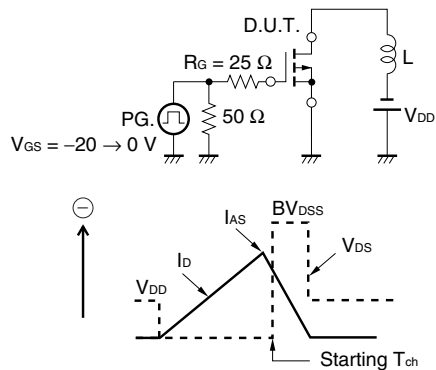 D.U.T.
RG = 25 Ω
L
PG.
50 Ω
VDD
VGS = −20 → 0 V
−
IAS
BVDSS
ID
VDS
VDD
Starting Tch